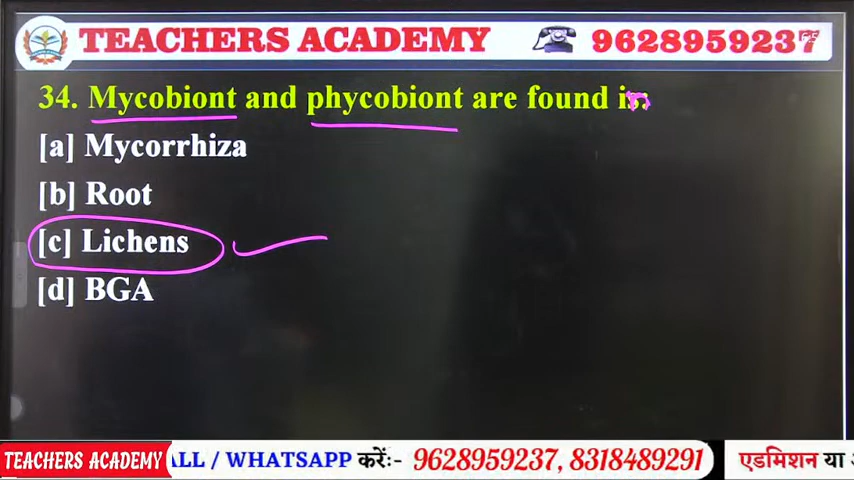 TEACHERS ACADEMY 9628959237
34. Mycobiont and phycobiont are found in
[a] Mycorrhiza
[b] Root
[c] Lichens
[d] BGA
TEACHERS ACADEMY ALL / WHATSAPP करें:- 9628959237, 8318489291 एडमिशन या